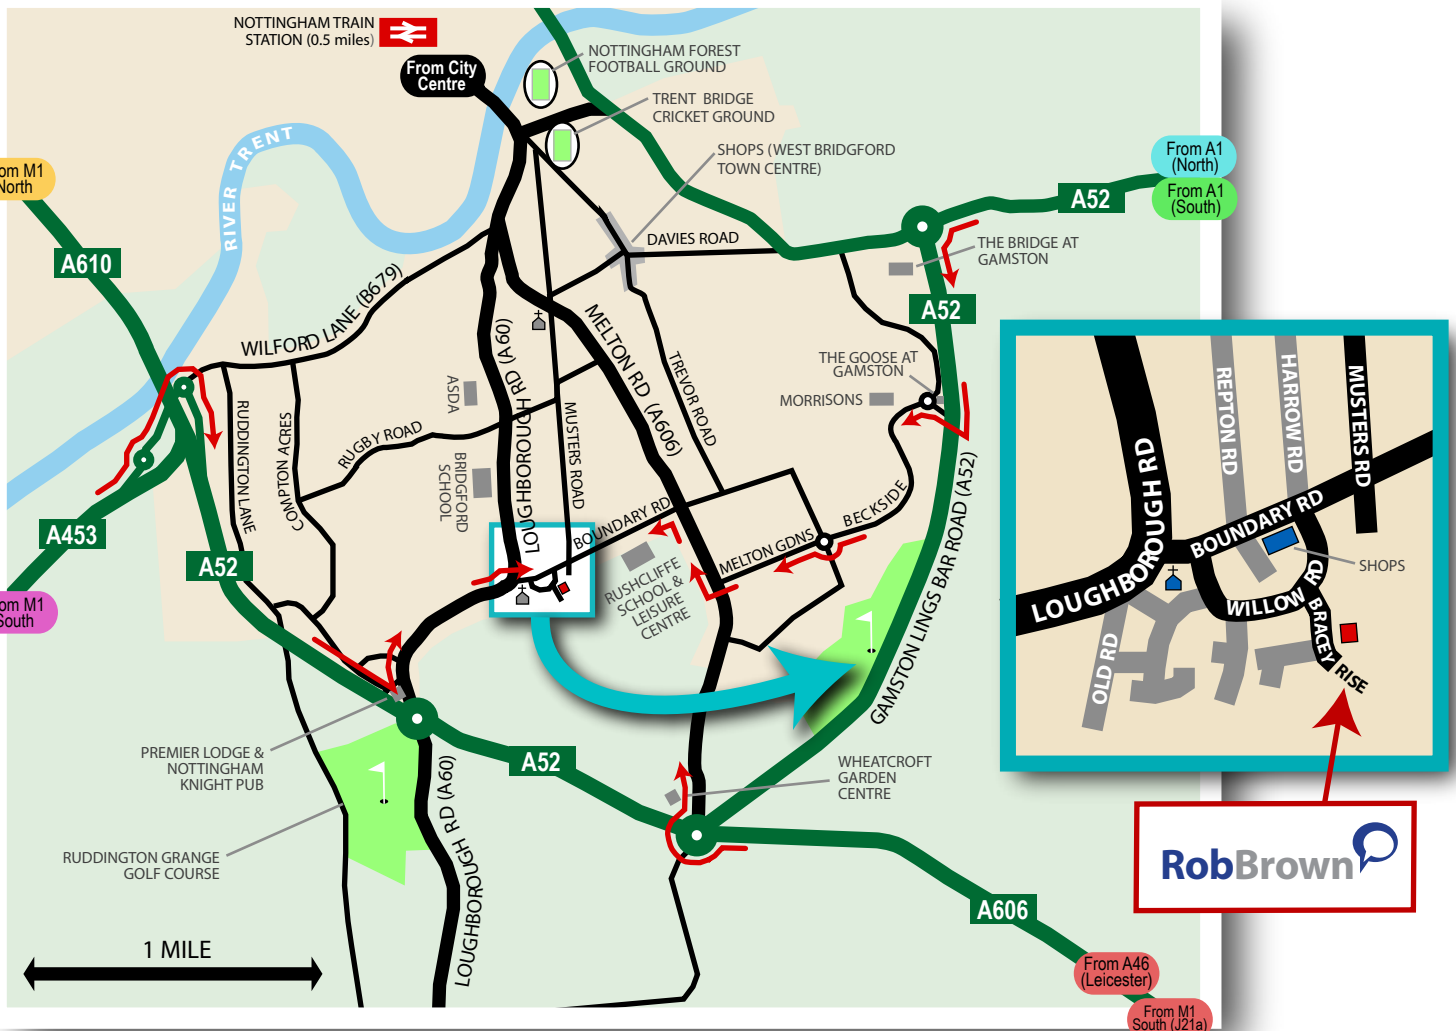 NOTTINGHAM TRAIN
STATION (0.5 miles)
From City
Centre
NOTTINGHAM FOREST
FOOTBALL GROUND
TRENT BRIDGE
CRICKET GROUND
SHOPS (WEST BRIDGFORD
TOWN CENTRE)
RIVER TRENT
om M1
North
A610
From A1
(North)
From A1
(South)
A52
DAVIES ROAD
THE BRIDGE AT
GAMSTON
A52
WILFORD LANE (B679)
LOUGHBOROUGH RD (A60)
MELTON RD (A606)
TREVOR ROAD
THE GOOSE AT
GAMSTON
MORRISONS
ASDA
MUSTERS ROAD
RUGBY ROAD
BRIDGFORD
SCHOOL
RUDDINGTON LANE
COMPTON ACRES
A453
A52
om M1
South
BOUNDARY RD
BECKSIDE
MELTON GDNS
GAMSTON LINGS BAR ROAD (A52)
RUSHCLIFFE
SCHOOL &
LEISURE
CENTRE
PREMIER LODGE &
NOTTINGHAM
KNIGHT PUB
A52
WHEATCROFT
GARDEN
CENTRE
RUDDINGTON GRANGE
GOLF COURSE
LOUGHBOROUGH RD (A60)
A606
1 MILE
From A46
(Leicester)
From M1
South (J21a)
LOUGHBOROUGH RD
REPTON RD
HARROW RD
MUSTERS RD
BOUNDARY RD
SHOPS
WILLOW RD
OLD RD
BRACEY RISE
RobBrown